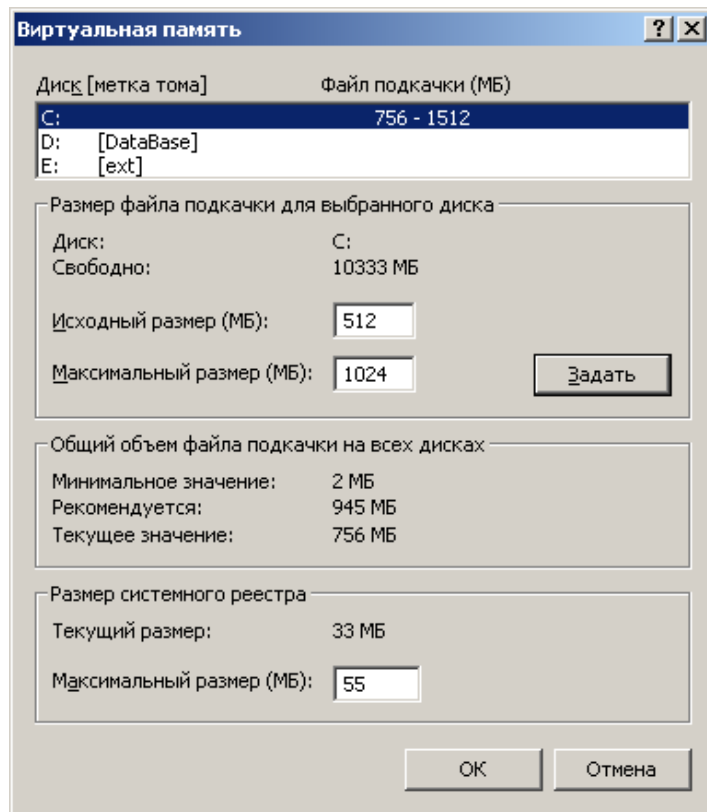 Виртуальная память
Диск [метка тома] Файл подкачки (МБ)
C: 756 - 1512
D: [DataBase]
E: [ext]
Размер файла подкачки для выбранного диска
Диск: C:
Свободно: 10333 МБ
Исходный размер (МБ): 512
Максимальный размер (МБ): 1024 Задать
Общий объем файла подкачки на всех дисках
Минимальное значение: 2 МБ
Рекомендуется: 945 МБ
Текущее значение: 756 МБ
Размер системного реестра
Текущий размер: 33 МБ
Максимальный размер (МБ): 55
ОК Отмена